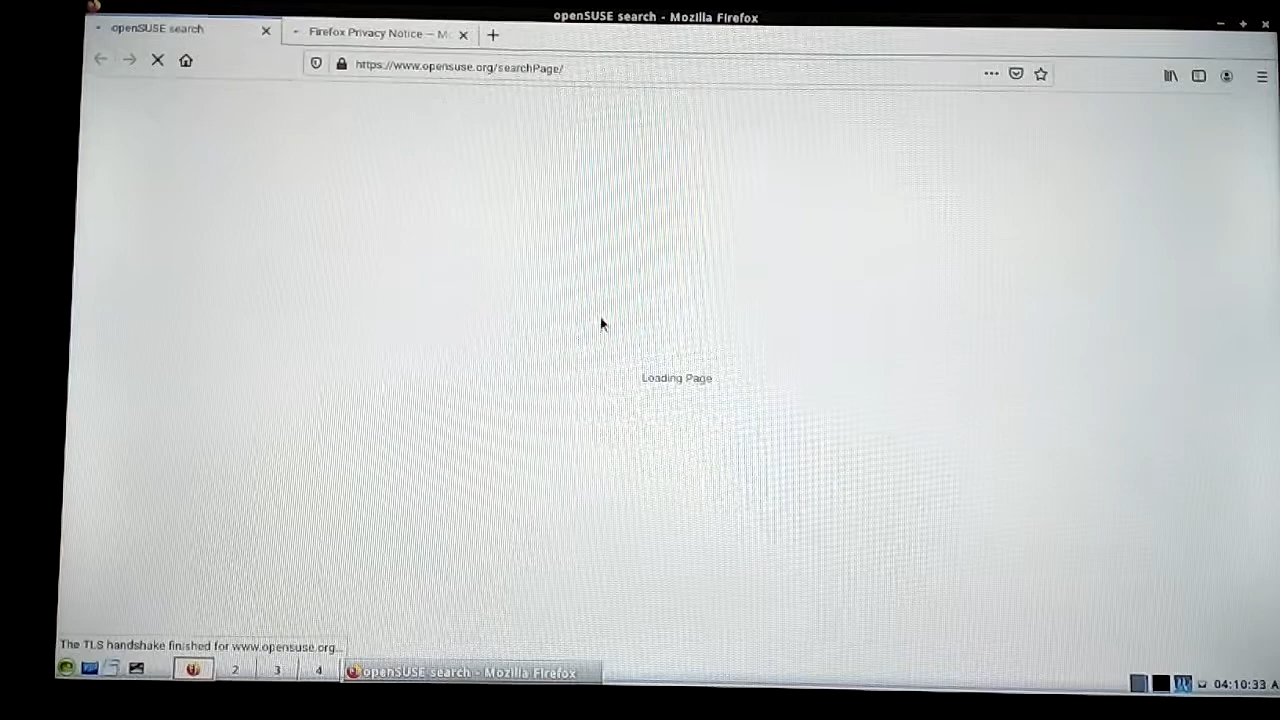 openSUSE search - Mozilla Firefox
openSUSE search
Firefox Privacy Notice — Mo
https://www.opensuse.org/searchPage/
Loading Page
The TLS handshake finished for www.opensuse.org...
2
3
4
openSUSE search - Mozilla Firefox
04:10:33 A